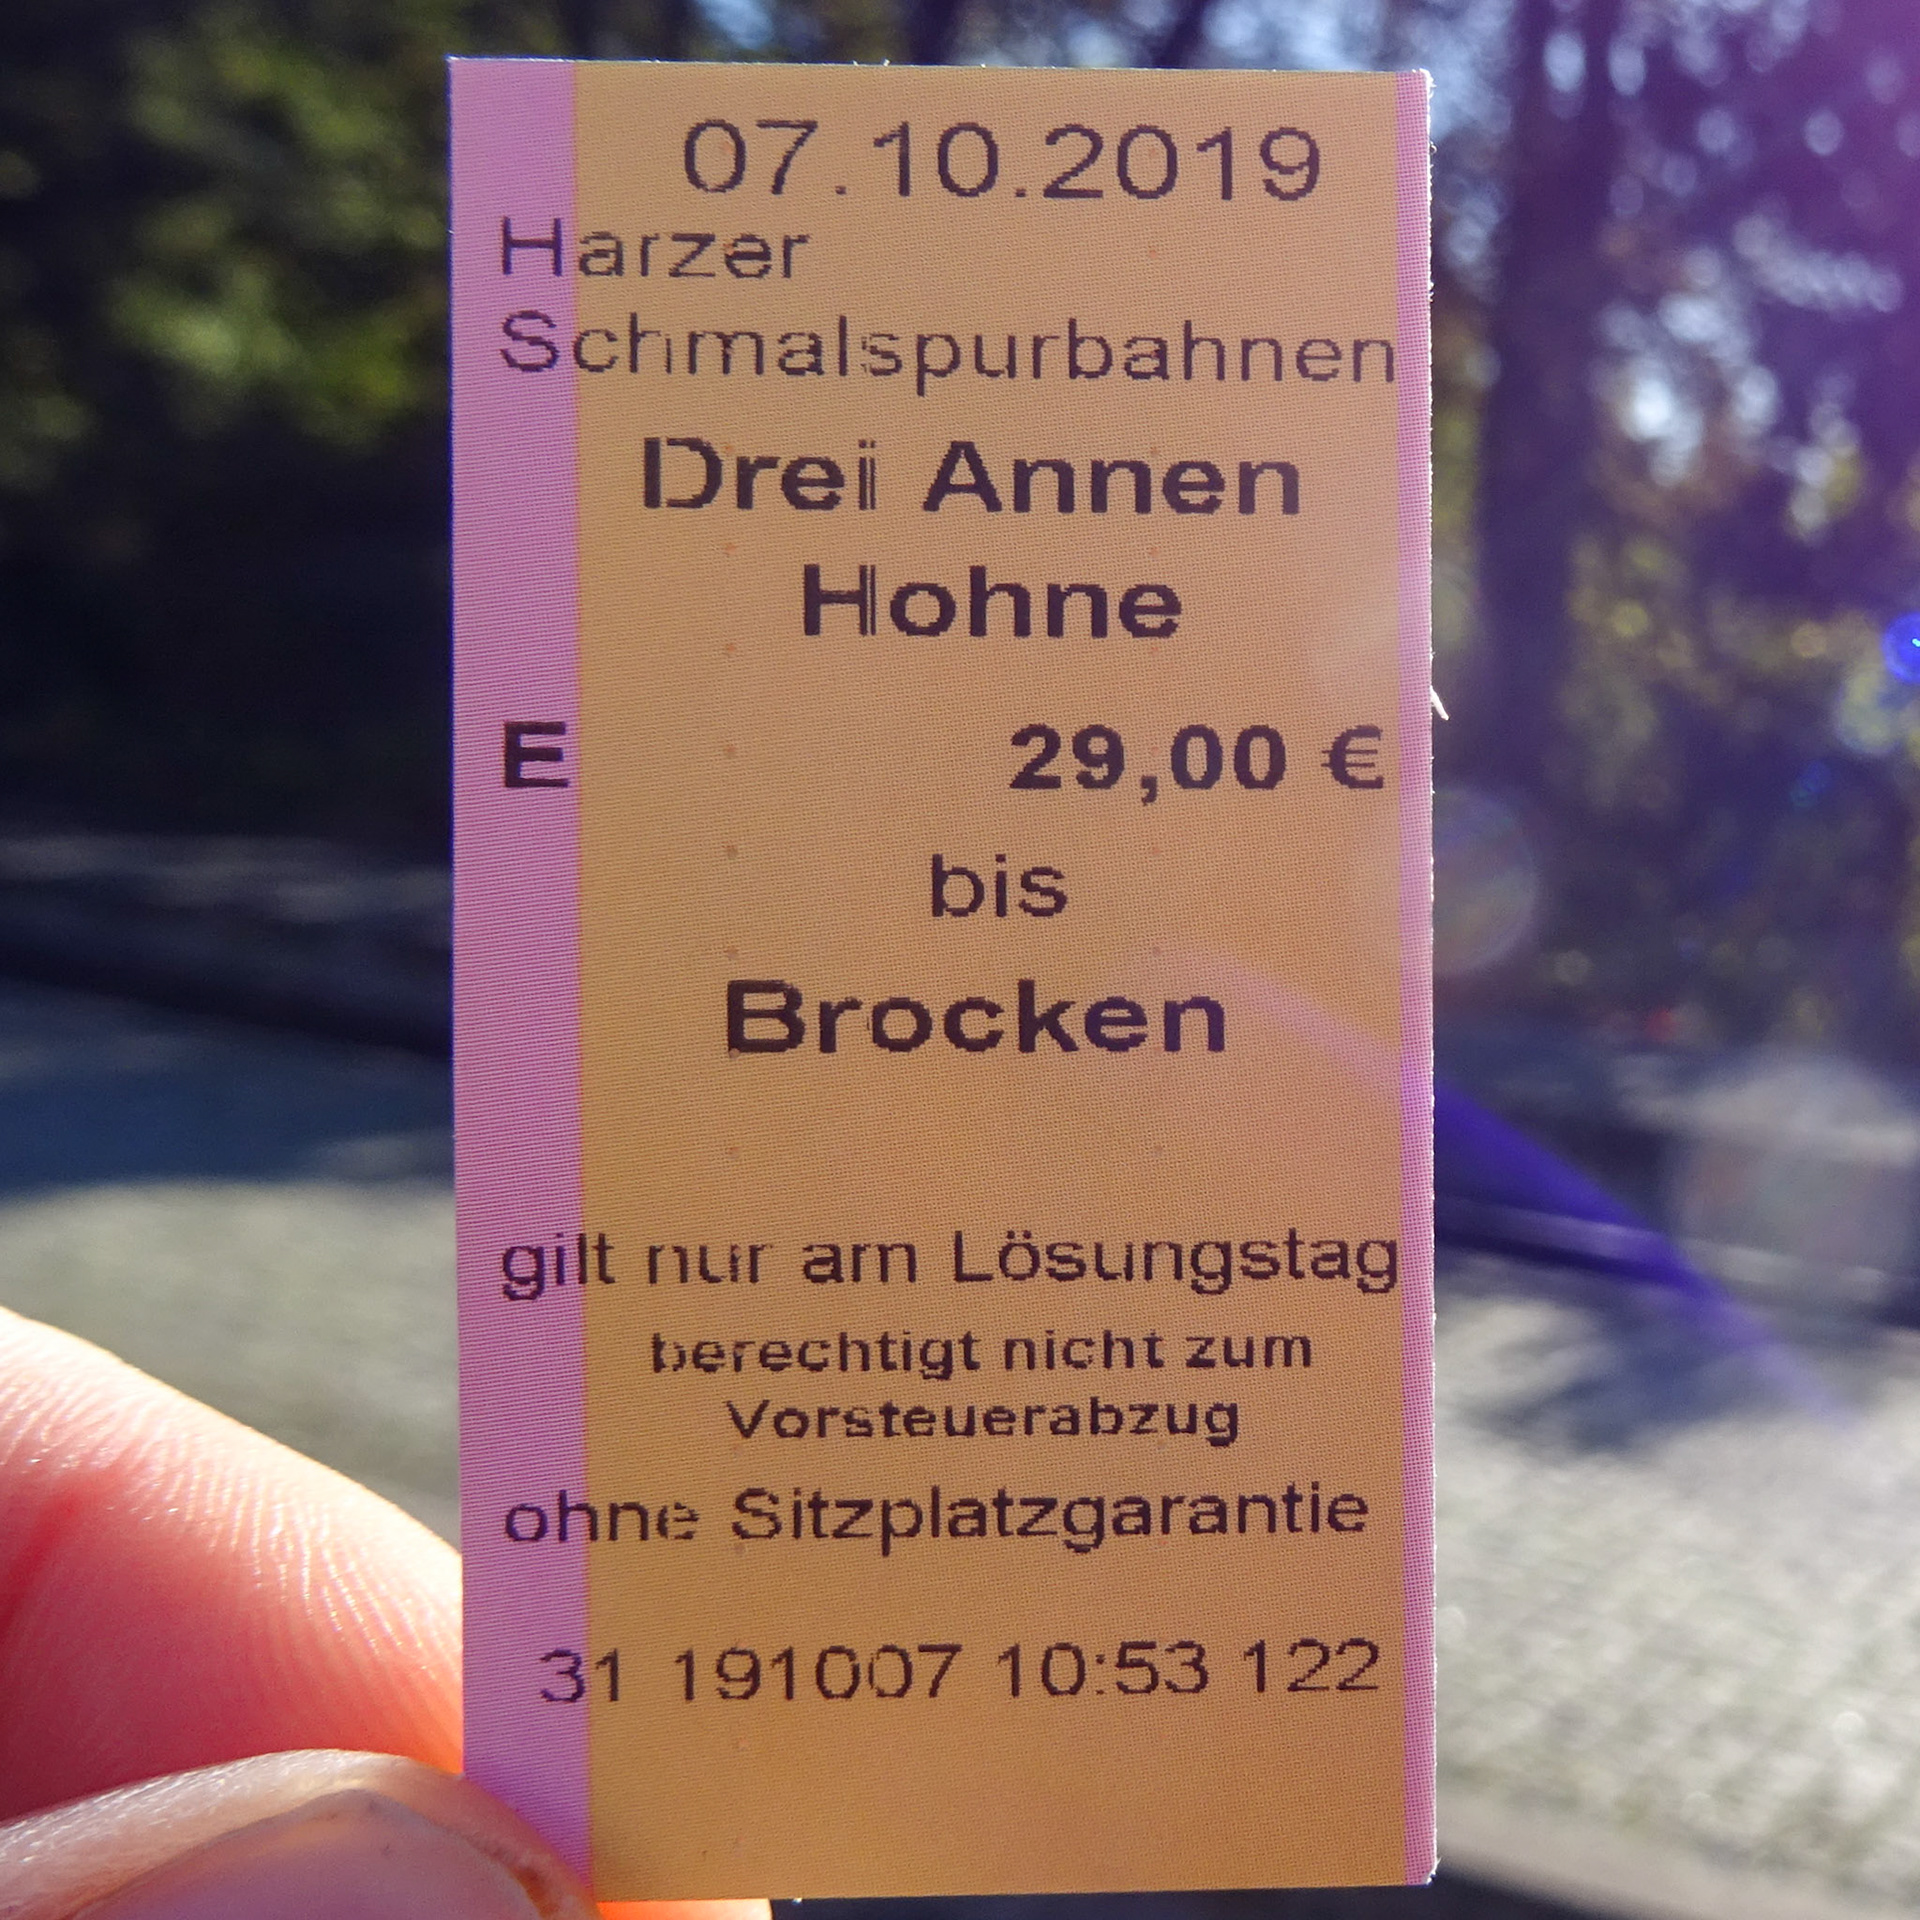 07.10.2019
Harzer
Schmalspurbahnen
Drei Annen
Hohne
E 29,00 €
bis
Brocken
gilt nur am Lösungstag
berechtigt nicht zum
Vorsteuerabzug
ohne Sitzplatzgarantie
31 191007 10:53 122